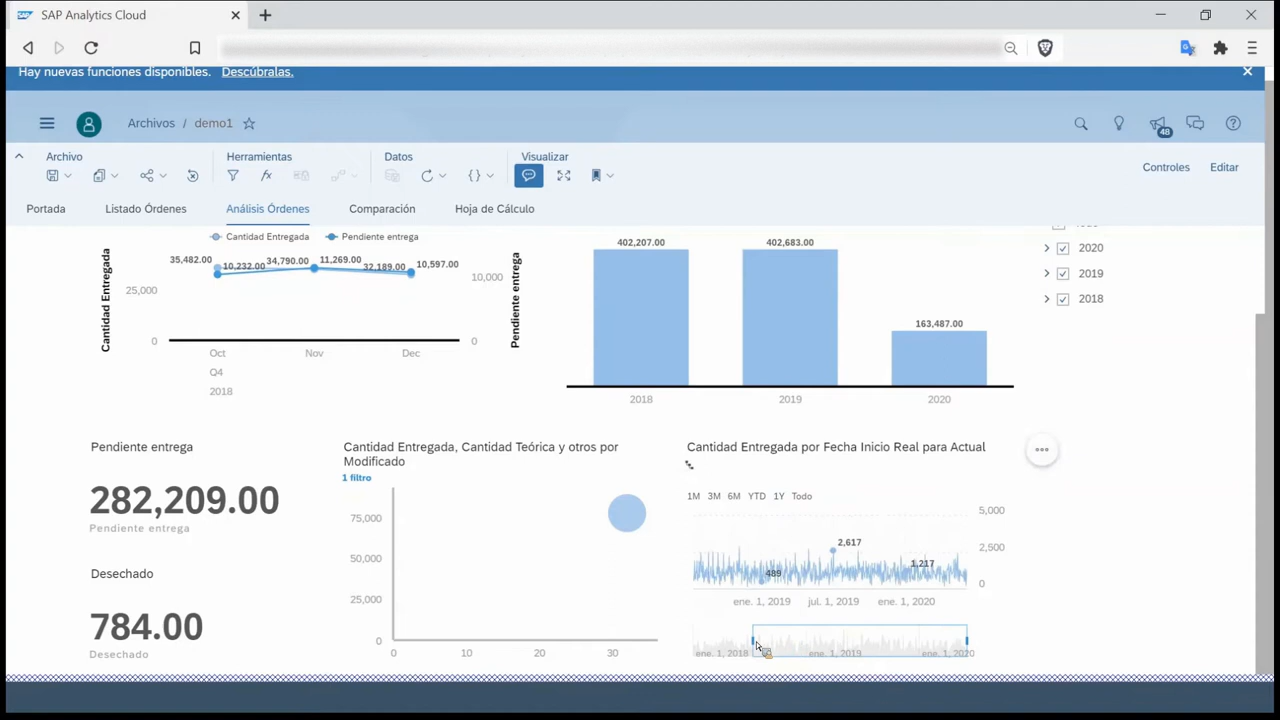 SAP Analytics Cloud
Hay nuevas funciones disponibles. Descúbralas.
Archivos / demo1
48
Archivo Herramientas Datos Visualizar
Controles Editar
Portada Listado Órdenes Análisis Órdenes Comparación Hoja de Cálculo
Cantidad Entregada Pendiente entrega
Cantidad Entregada
35,482.00 10,232.00 34,790.00 11,269.00 32,189.00 10,597.00
25,000 10,000
0 0
Oct Nov Dec
Q4
2018
Pendiente entrega
402,207.00 402,683.00 163,487.00
2018 2019 2020
2020
2019
2018
Pendiente entrega
282,209.00
Pendiente entrega
Desechado
784.00
Desechado
Cantidad Entregada, Cantidad Teórica y otros por
Modificado
1 filtro
75,000
50,000
25,000
0
0 10 20 30
Cantidad Entregada por Fecha Inicio Real para Actual
1M 3M 6M YTD 1Y Todo
5,000
2,617
2,500
1,217
489
0
ene. 1, 2019 jul. 1, 2019 ene. 1, 2020
ene. 1, 2018 ene. 1, 2019 ene. 1, 2020